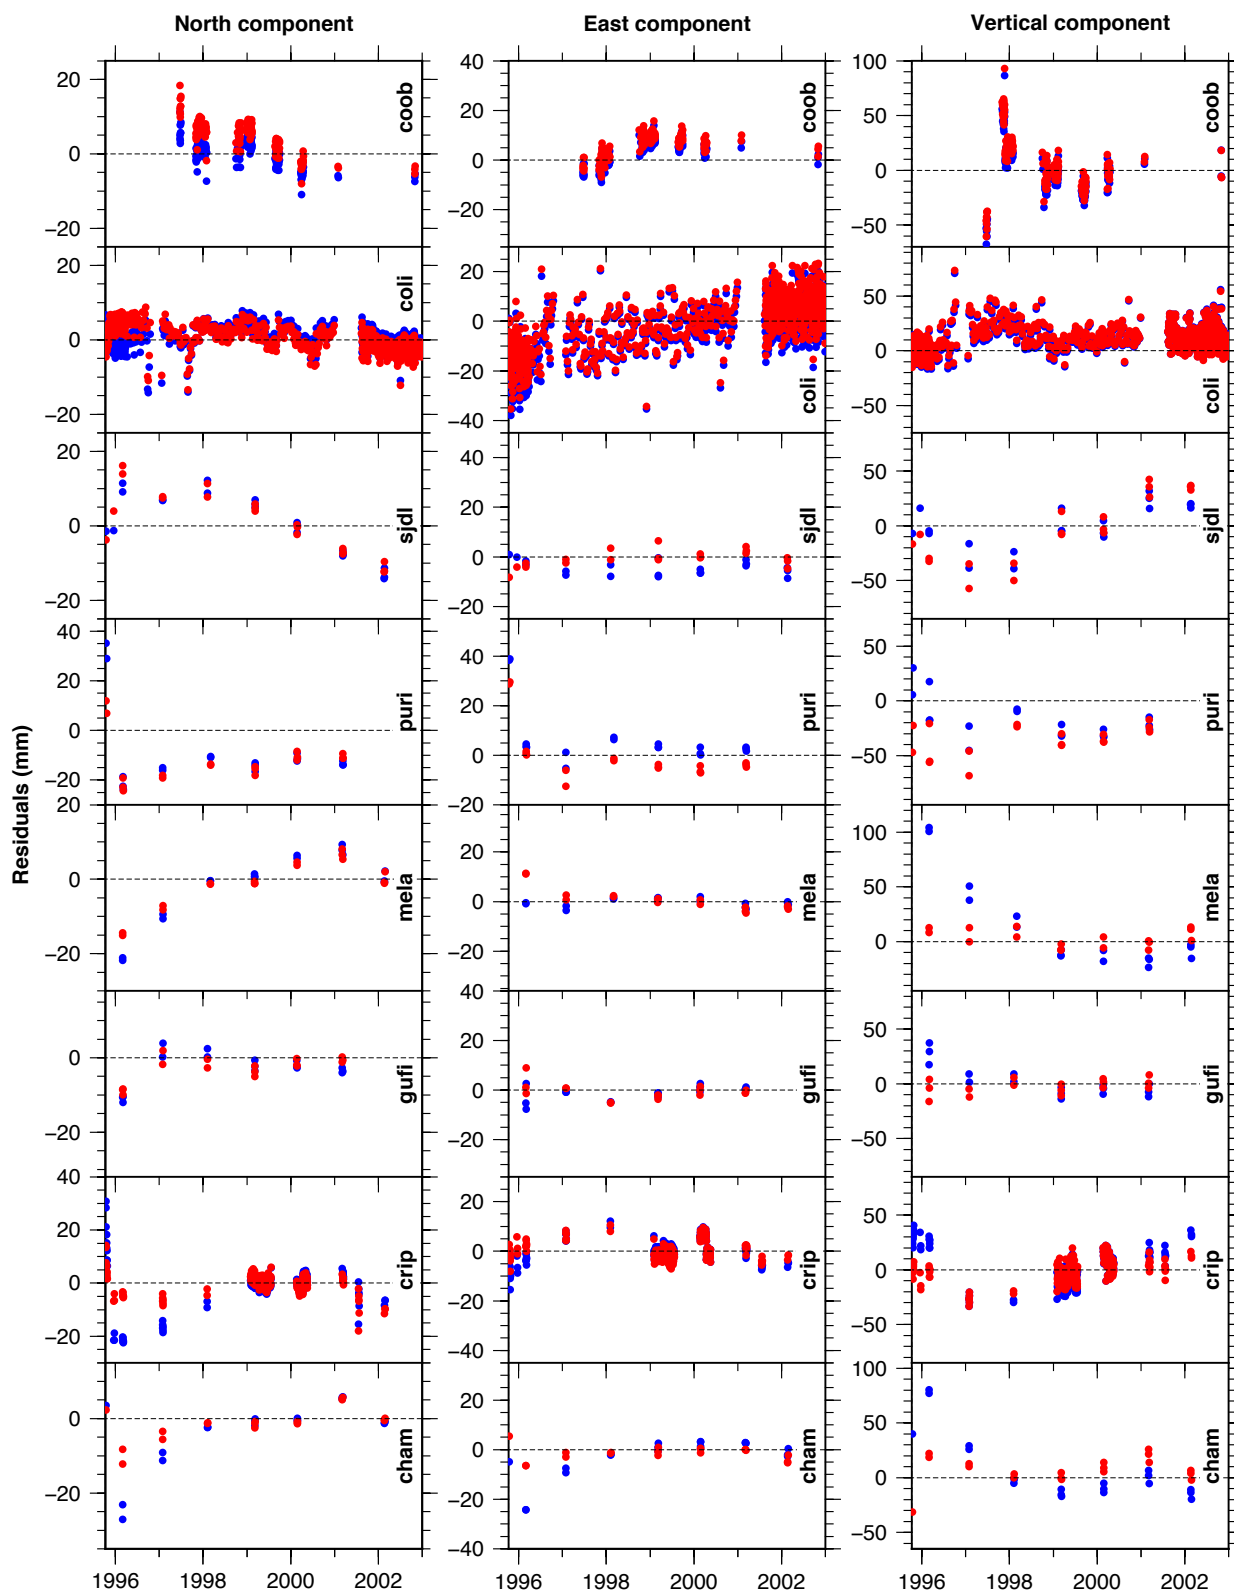 North component East component Vertical component
20 0 −20 coob
40 20 0 −20 coob
100 50 0 −50 coob
20 0 −20 coli
20 0 −20 −40 coli
50 0 −50 coli
20 0 −20 sjdl
20 0 −20 sjdl
50 0 −50 sjdl
40 20 0 −20 puri
40 20 0 −20 puri
50 0 −50 puri
Residuals (mm)
20 0 −20 mela
20 0 −20 mela
100 50 0 mela
0 −20 gufi
40 20 0 −20 gufi
50 0 −50 gufi
40 20 0 −20 crip
20 0 −20 −40 crip
50 0 −50 crip
0 −20 cham
20 0 −20 −40 cham
100 50 0 −50 cham
1996 1998 2000 2002 1996 1998 2000 2002 1996 1998 2000 2002